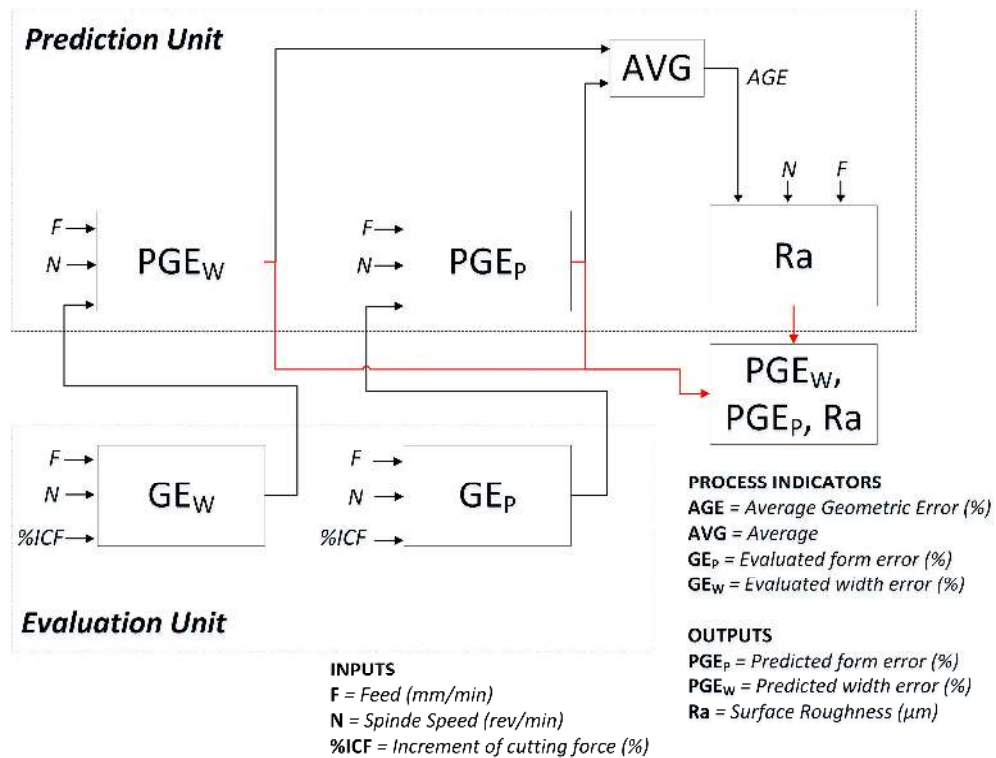 Prediction Unit
AVG
AGE
N
F
F
N
PGEW
F
N
PGEP
Ra
PGEW,
PGEP, Ra
F
N
%ICF
GEW
F
N
%ICF
GEP
Evaluation Unit
PROCESS INDICATORS
AGE = Average Geometric Error (%)
AVG = Average
GEP = Evaluated form error (%)
GEW = Evaluated width error (%)
OUTPUTS
PGEP = Predicted form error (%)
PGEW = Predicted width error (%)
Ra = Surface Roughness (μm)
INPUTS
F = Feed (mm/min)
N = Spinde Speed (rev/min)
%ICF = Increment of cutting force (%)